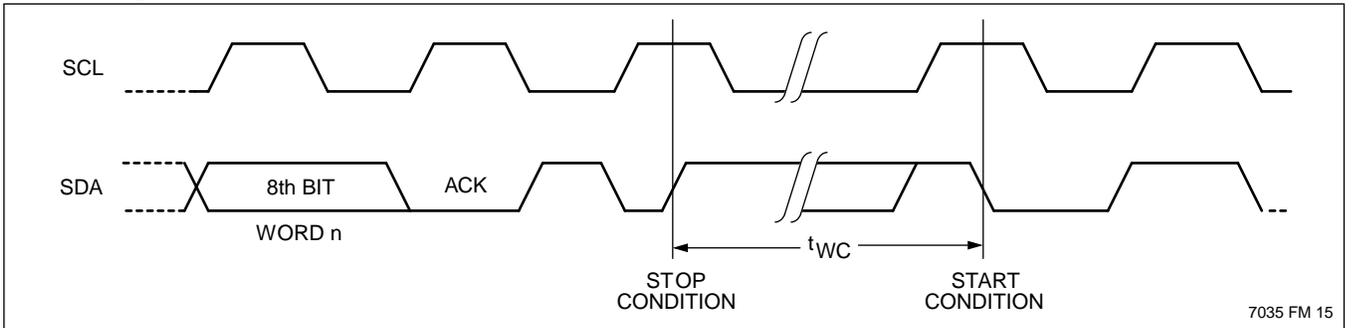 SCL
SDA
8th BIT
ACK
WORD n
tWC
STOP
CONDITION
START
CONDITION
7035 FM 15